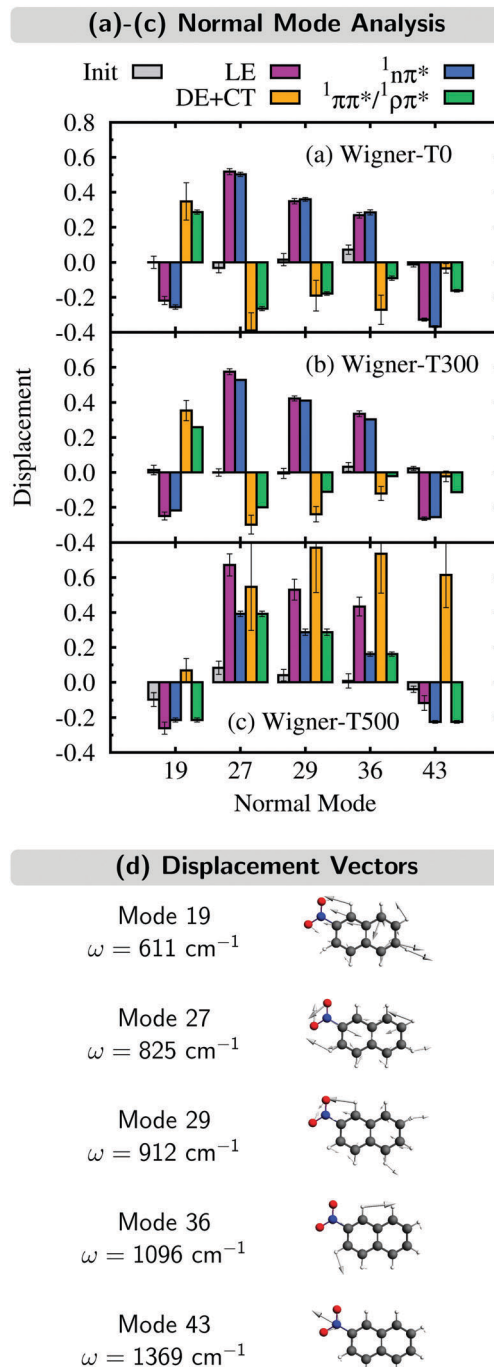 (a)-(c) Normal Mode Analysis
Init LE ¹nπ*
DE+CT ¹ππ*/¹ρπ*
0.8
(a) Wigner-T0
0.6
0.4
0.2
0.0
-0.2
-0.4
(b) Wigner-T300
0.6
0.4
0.2
0.0
-0.2
-0.4
0.6
0.4
0.2
0.0
-0.2
(c) Wigner-T500
-0.4
Displacement
19 27 29 36 43
Normal Mode
(d) Displacement Vectors
Mode 19
ω = 611 cm⁻¹
Mode 27
ω = 825 cm⁻¹
Mode 29
ω = 912 cm⁻¹
Mode 36
ω = 1096 cm⁻¹
Mode 43
ω = 1369 cm⁻¹